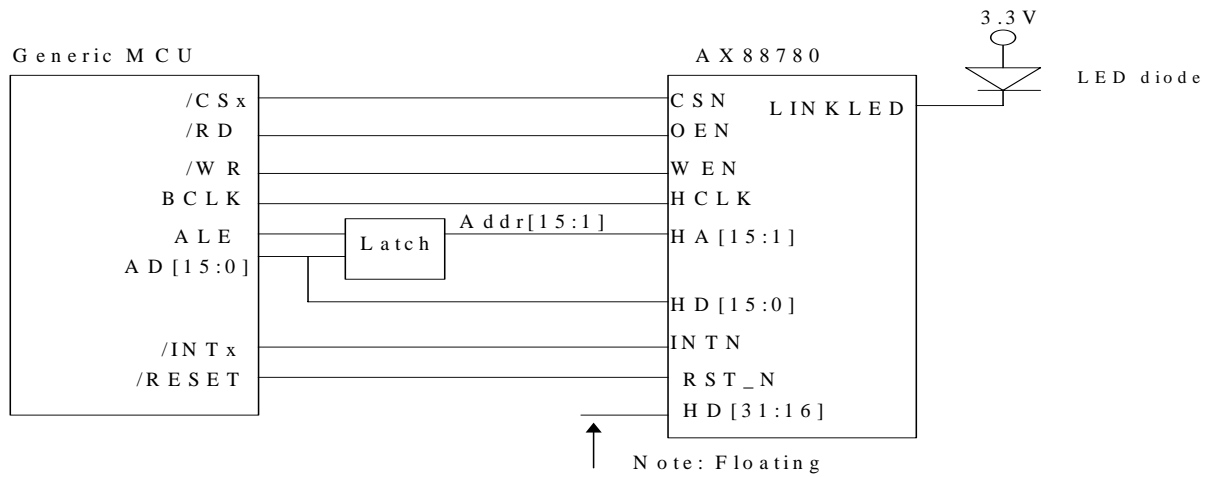 3.3V
Generic MCU
AX88780
LED diode
/CSx
CSN
LINKLED
/RD
OEN
/WR
WEN
BCLK
HCLK
ALE
Latch
Addr[15:1]
HA[15:1]
AD[15:0]
HD[15:0]
/INTx
INTN
/RESET
RST_N
HD[31:16]
Note: Floating